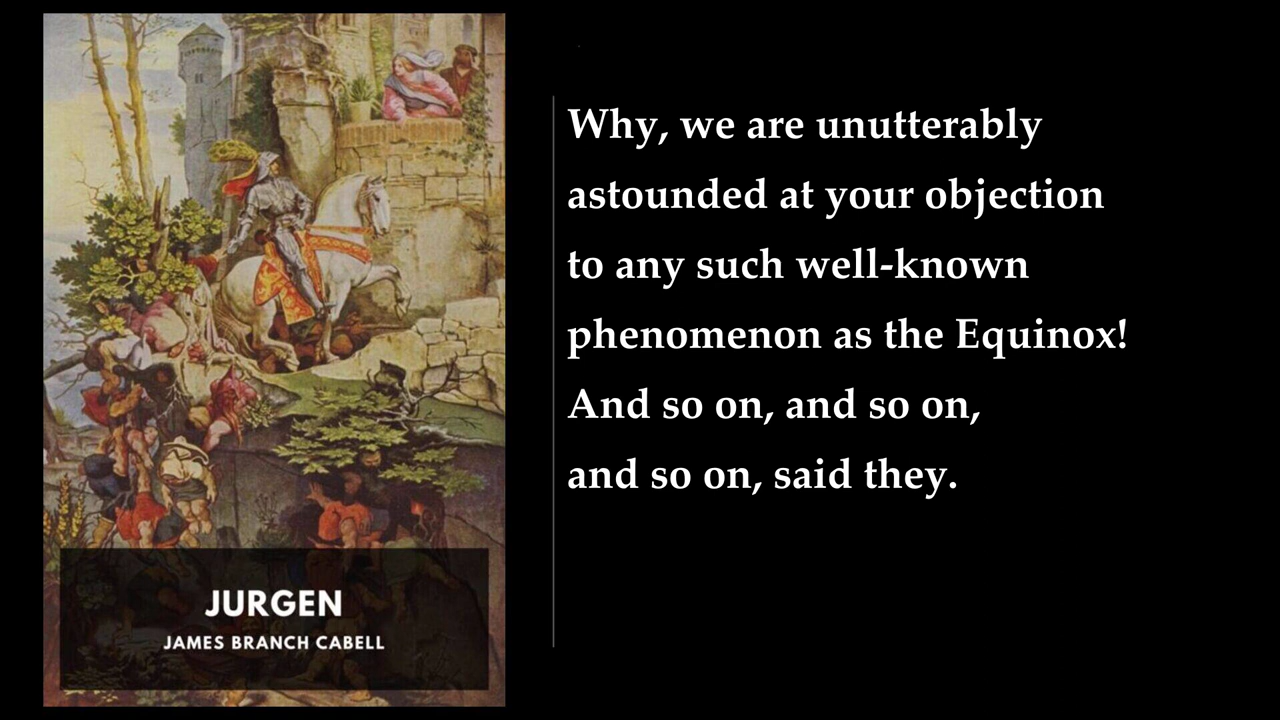 JURGEN
JAMES BRANCH CABELL
Why, we are unutterably
astounded at your objection
to any such well-known
phenomenon as the Equinox!
And so on, and so on,
and so on, said they.